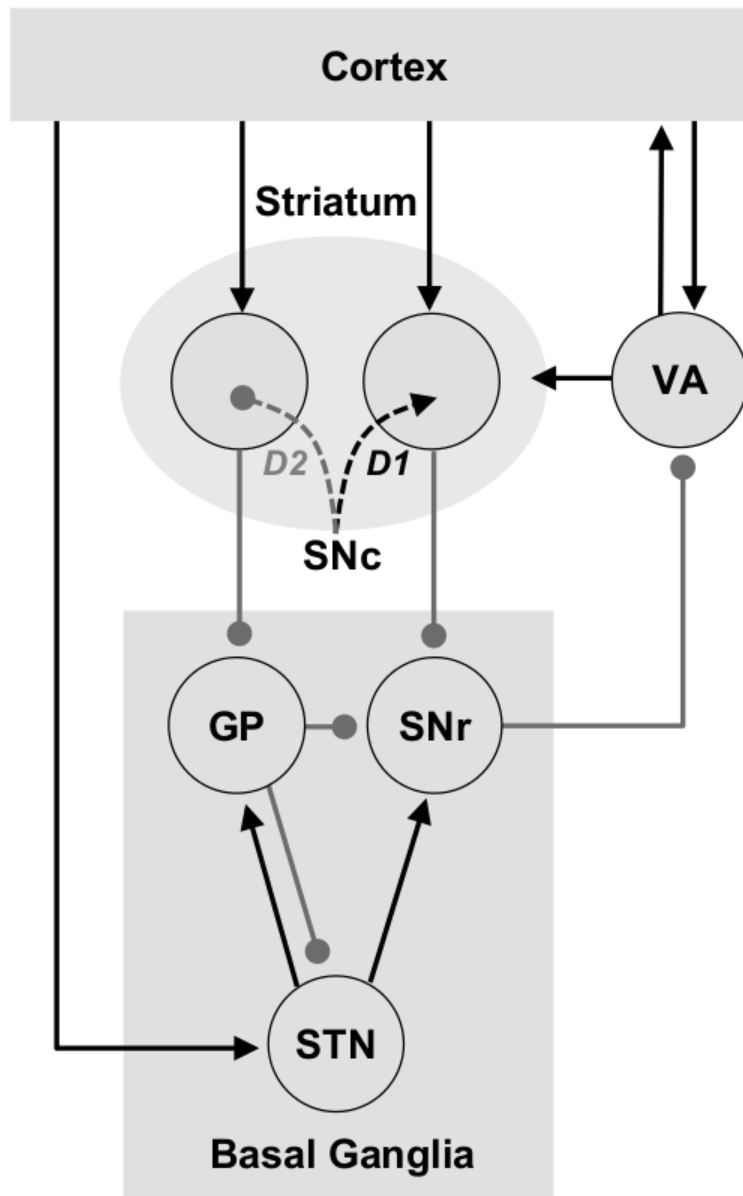 Cortex
Striatum
VA
D2
D1
SNc
GP
SNr
STN
Basal Ganglia